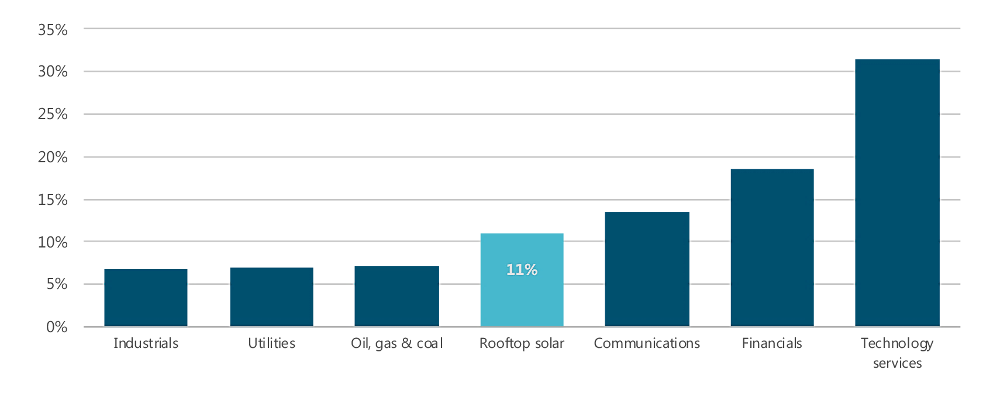 35%
30%
25%
20%
15%
10%
5%
0%
11%
Industrials
Utilities
Oil, gas & coal
Rooftop solar
Communications
Financials
Technology
services